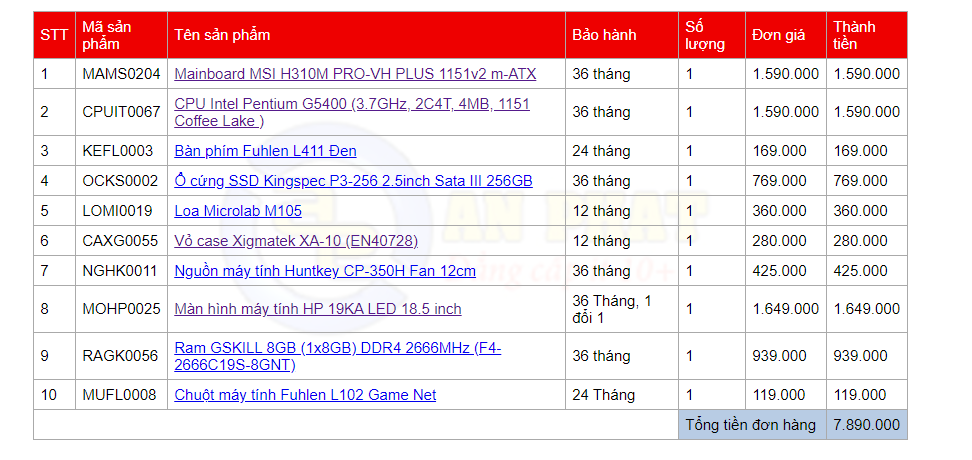 STT Mã sản phẩm Tên sản phẩm Bảo hành Số lượng Đơn giá Thành tiền
1 MAMS0204 Mainboard MSI H310M PRO-VH PLUS 1151v2 m-ATX 36 tháng 1 1.590.000 1.590.000
2 CPUIT0067 CPU Intel Pentium G5400 (3.7GHz, 2C4T, 4MB, 1151 Coffee Lake ) 36 tháng 1 1.590.000 1.590.000
3 KEFL0003 Bàn phím Fuhlen L411 Đen 24 tháng 1 169.000 169.000
4 OCKS0002 Ổ cứng SSD Kingspec P3-256 2.5inch Sata III 256GB 36 tháng 1 769.000 769.000
5 LOMI0019 Loa Microlab M105 12 tháng 1 360.000 360.000
6 CAXG0055 Vỏ case Xigmatek XA-10 (EN40728) 12 tháng 1 280.000 280.000
7 NGHK0011 Nguồn máy tính Huntkey CP-350H Fan 12cm 36 tháng 1 425.000 425.000
8 MOHP0025 Màn hình máy tính HP 19KA LED 18.5 inch 36 Tháng, 1 đổi 1 1 1.649.000 1.649.000
9 RAGK0056 Ram GSKILL 8GB (1x8GB) DDR4 2666MHz (F4-2666C19S-8GNT) 36 tháng 1 939.000 939.000
10 MUFL0008 Chuột máy tính Fuhlen L102 Game Net 24 Tháng 1 119.000 119.000
Tổng tiền đơn hàng 7.890.000